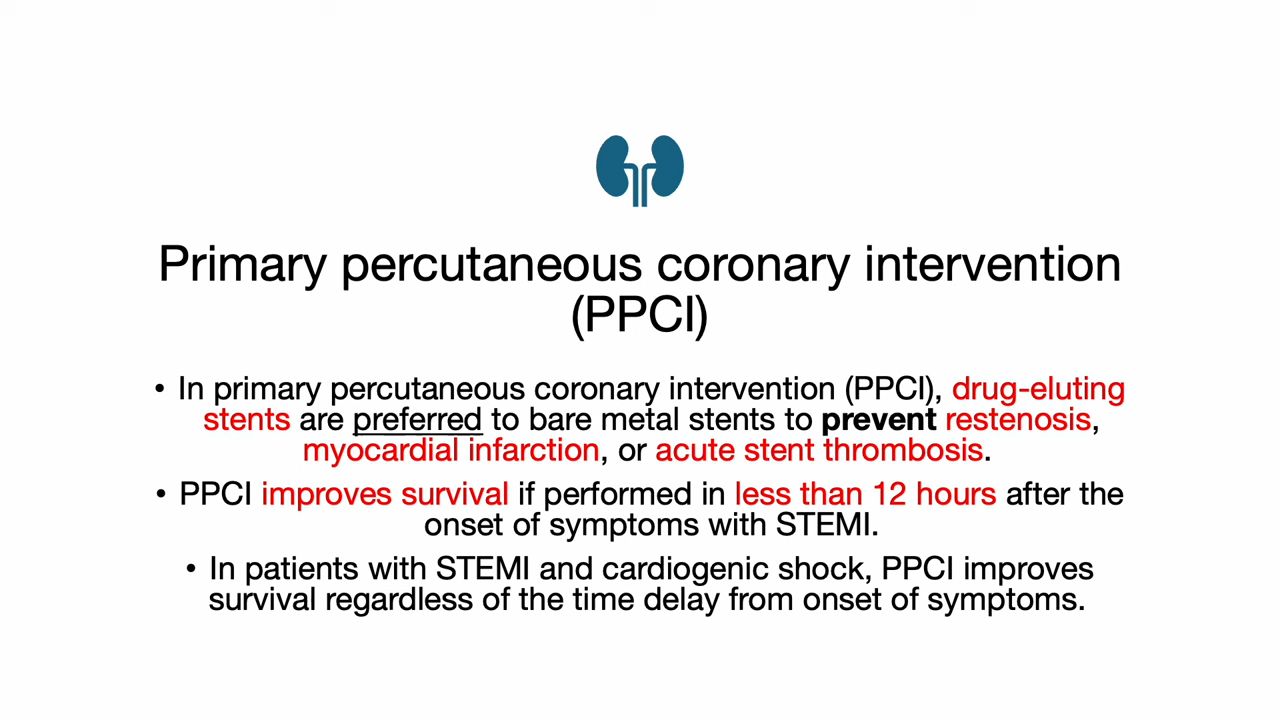 Primary percutaneous coronary intervention
(PPCI)
• In primary percutaneous coronary intervention (PPCI), drug-eluting
stents are preferred to bare metal stents to prevent restenosis,
myocardial infarction, or acute stent thrombosis.
• PPCI improves survival if performed in less than 12 hours after the
onset of symptoms with STEMI.
• In patients with STEMI and cardiogenic shock, PPCI improves
survival regardless of the time delay from onset of symptoms.